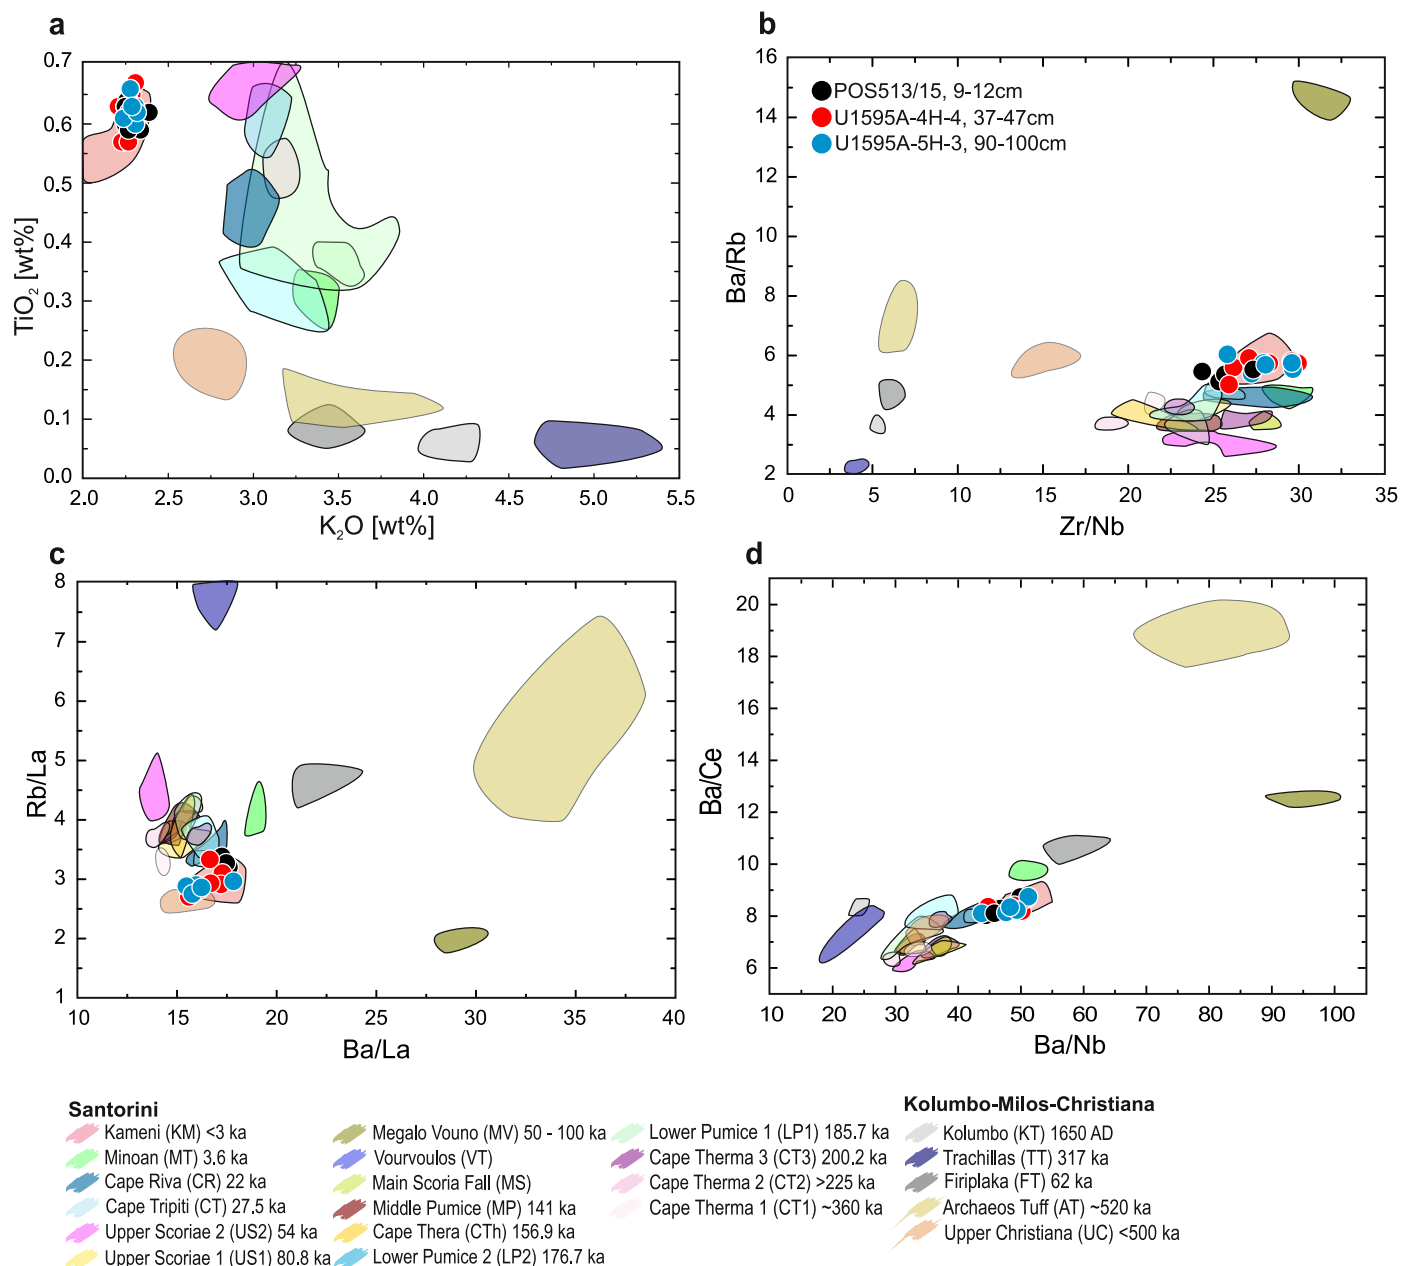 a
0.7
0.6
0.5
0.4
0.3
0.2
0.1
0.0
TiO2 [wt%]
2.0 2.5 3.0 3.5 4.0 4.5 5.0 5.5
K2O [wt%]
b
16
14
12
10
8
6
4
2
Ba/Rb
POS513/15, 9-12cm
U1595A-4H-4, 37-47cm
U1595A-5H-3, 90-100cm
0 5 10 15 20 25 30 35
Zr/Nb
c
8
7
6
5
4
3
2
1
Rb/La
10 15 20 25 30 35 40
Ba/La
d
20
18
16
14
12
10
8
6
Ba/Ce
10 20 30 40 50 60 70 80 90 100
Ba/Nb
Santorini
Kameni (KM) <3 ka
Minoan (MT) 3,6 ka
Cape Riva (CR) 22 ka
Cape Tripiti (CT) 27.5 ka
Upper Scoriae 2 (US2) 54 ka
Upper Scoriae 1 (US1) 80.8 ka
Megalo Vouno (MV) 50 - 100 ka
Vourvoulos (VT)
Main Scoria Fall (MS)
Middle Pumice (MP) 141 ka
Cape Thera (CTh) 156.9 ka
Lower Pumice 2 (LP2) 176.7 ka
Lower Pumice 1 (LP1) 185.7 ka
Cape Therma 3 (CT3) 200.2 ka
Cape Therma 2 (CT2) >225 ka
Cape Therma 1 (CT1) ~360 ka
Kolumbo-Milos-Christiana
Kolumbo (KT) 1650 AD
Trachillas (TT) 317 ka
Firiplaka (FT) 62 ka
Archaeos Tuff (AT) ~520 ka
Upper Christiana (UC) <500 ka